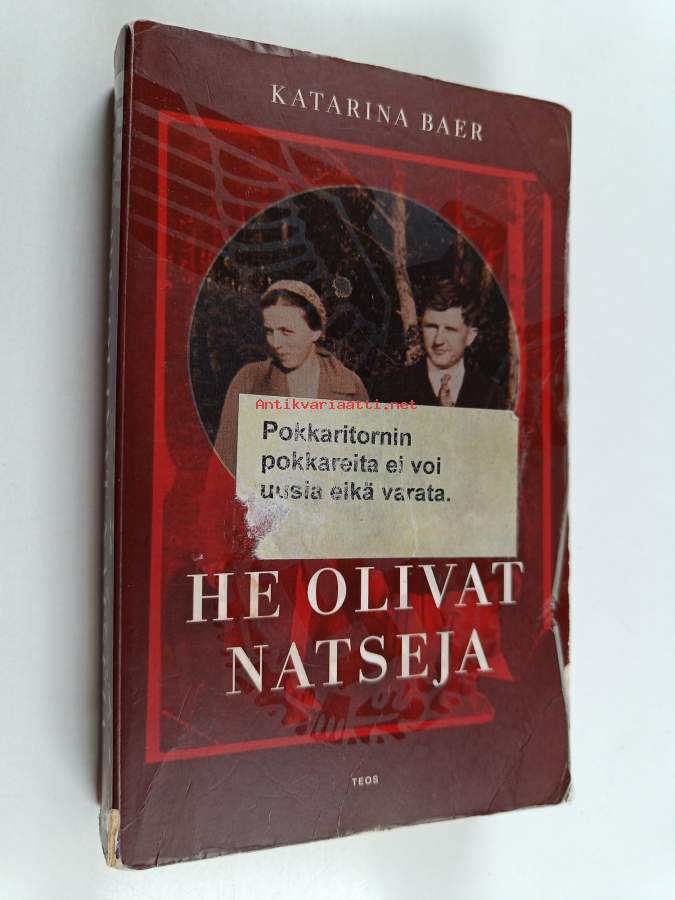 KATARINA BAER
Antikvariaatti.net
Pokkaritornin
pokkareita ei voi
uusia eikä varata.
HE OLIVAT
NATSEJA
TEOS